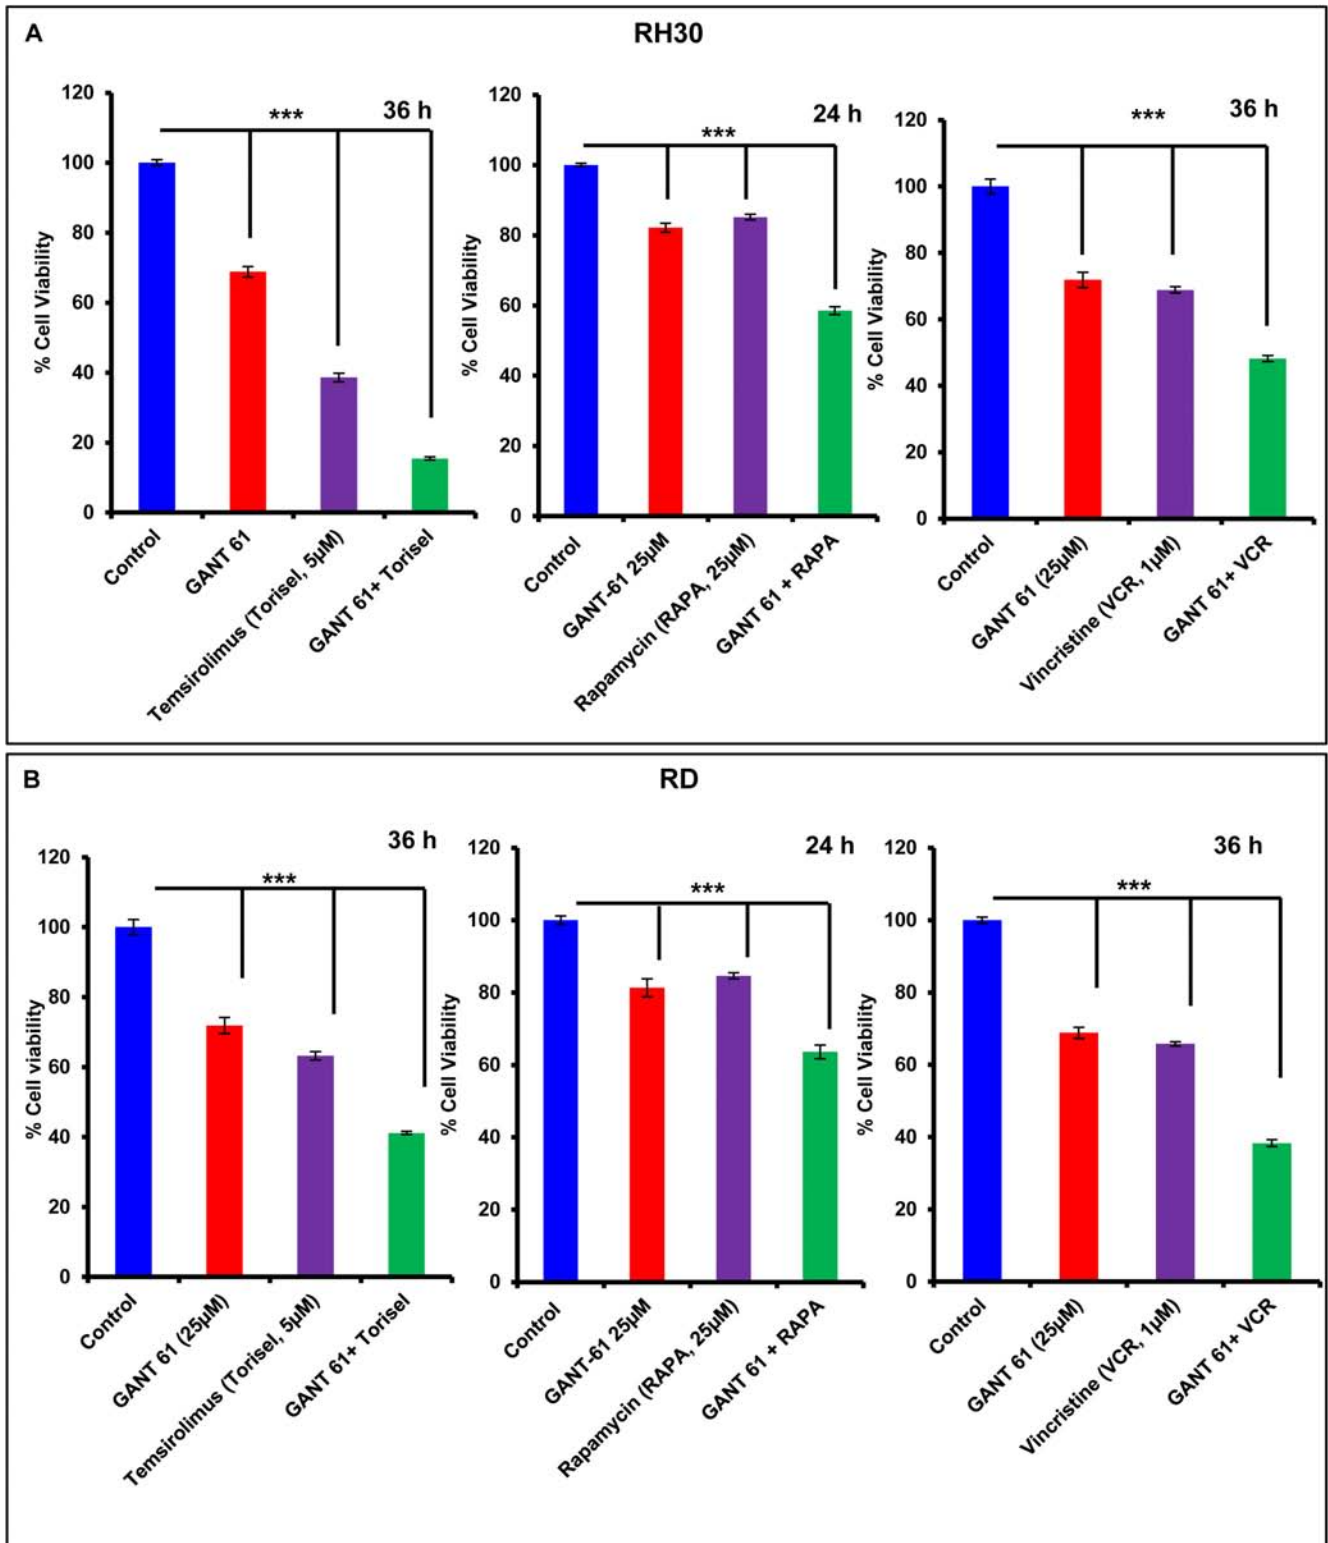 A
RH30
36 h
***
120
100
80
60
40
20
0
% Cell Viability
Control
GANT 61
Temsirolimus (Torisel, 5µM)
GANT 61+ Torisel
24 h
***
120
100
80
60
40
20
0
% Cell Viability
Control
GANT-61 25µM
Rapamycin (RAPA, 25µM)
GANT 61 + RAPA
36 h
***
120
100
80
60
40
20
0
% Cell Viability
Control
GANT 61 (25µM)
Vincristine (VCR, 1µM)
GANT 61+ VCR
B
RD
36 h
***
120
100
80
60
40
20
0
% Cell viability
Control
GANT 61 (25µM)
Temsirolimus (Torisel, 5µM)
GANT 61+ Torisel
24 h
***
120
100
80
60
40
20
0
% Cell Viability
Control
GANT-61 25µM
Rapamycin (RAPA, 25µM)
GANT 61 + RAPA
36 h
***
120
100
80
60
40
20
0
% Cell Viability
Control
GANT 61 (25µM)
Vincristine (VCR, 1µM)
GANT 61+ VCR